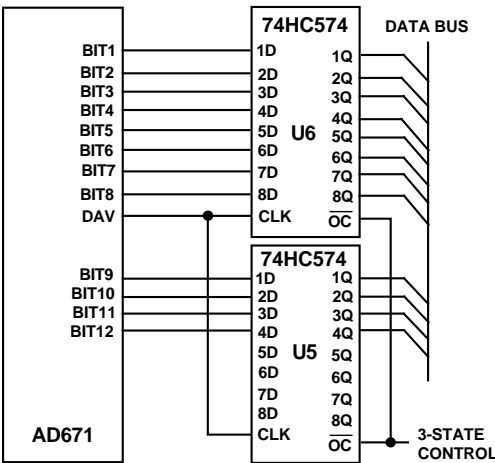 74HC574
DATA BUS
BIT1
1D
1Q
BIT2
2D
2Q
BIT3
3D
3Q
BIT4
4D
4Q
BIT5
5D
5Q
U6
BIT6
6D
6Q
BIT7
7D
7Q
BIT8
8D
8Q
DAV
CLK
OC
74HC574
BIT9
1D
1Q
BIT10
2D
2Q
BIT11
3D
3Q
BIT12
4D
4Q
5D
U5
5Q
6D
6Q
7D
7Q
8D
8Q
AD671
CLK
OC
3-STATE
CONTROL